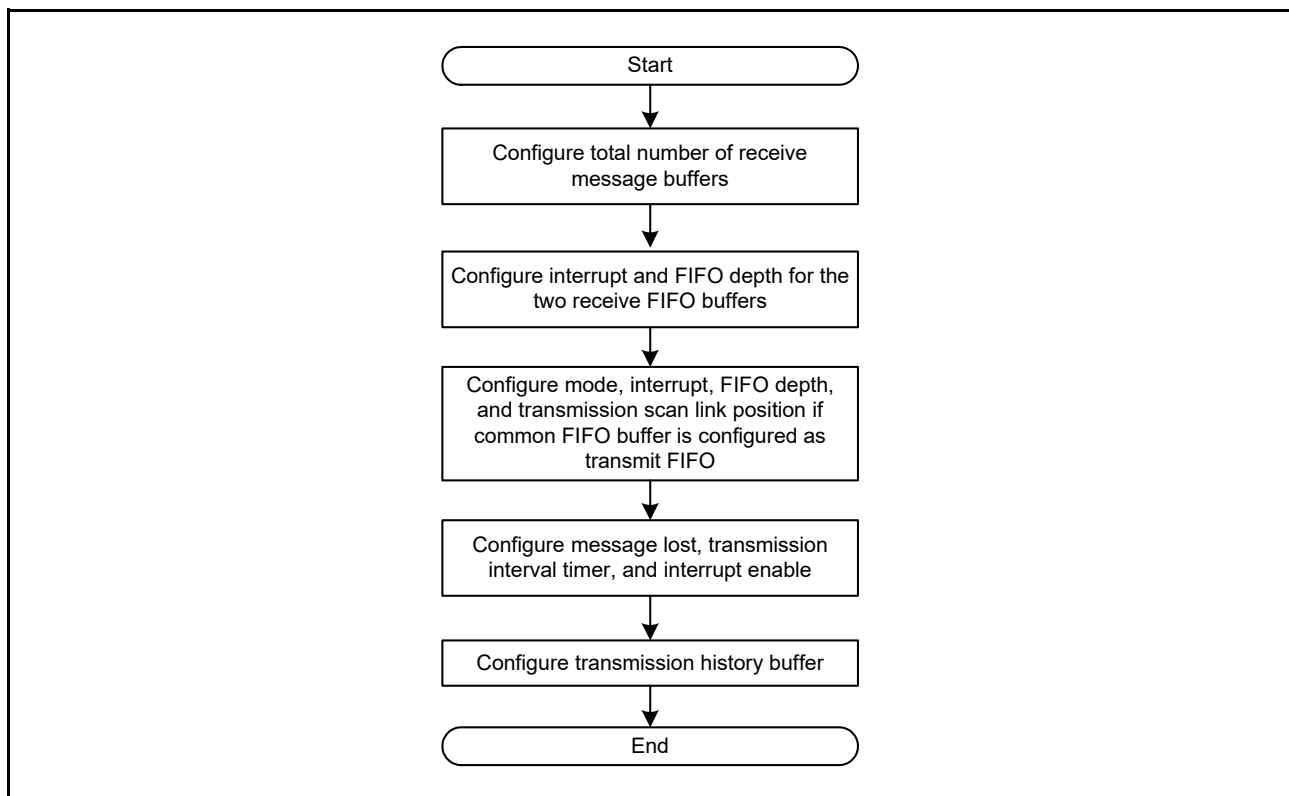 Start
Configure total number of receive
message buffers
Configure interrupt and FIFO depth for the
two receive FIFO buffers
Configure mode, interrupt, FIFO depth,
and transmission scan link position if
common FIFO buffer is configured as
transmit FIFO
Configure message lost, transmission
interval timer, and interrupt enable
Configure transmission history buffer
End